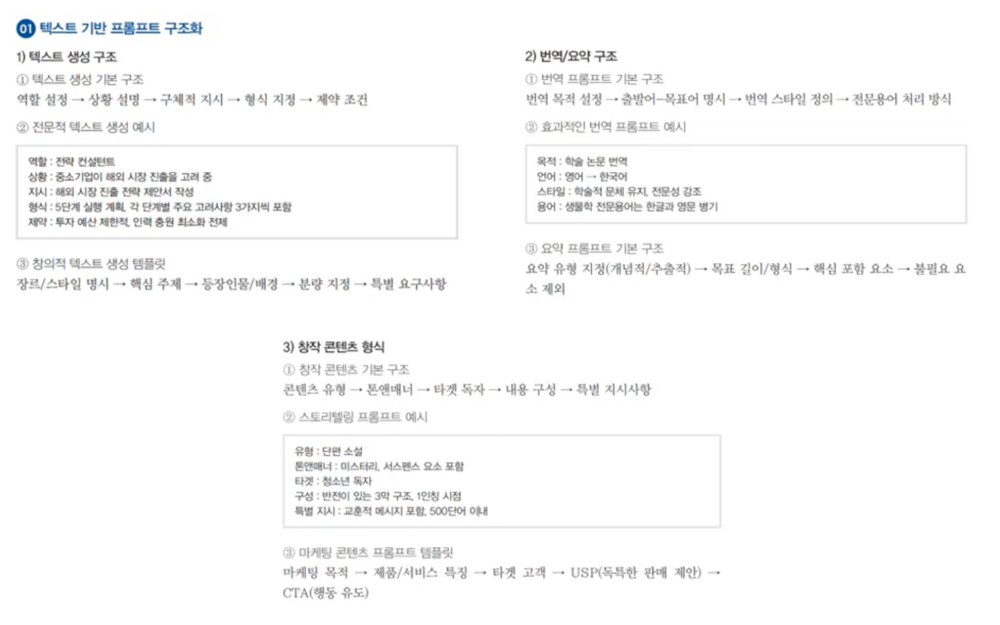 01 텍스트 기반 프롬프트 구조화
1) 텍스트 생성 구조
① 텍스트 생성 기본 구조
역할 설정 → 상황 설명 → 구체적 지시 → 형식 지정 → 제약 조건
② 전문적 텍스트 생성 예시
역할 : 전략 컨설턴트
상황 : 중소기업이 해외 시장 진출을 고려 중
지시 : 해외 시장 진출 전략 제안서 작성
형식 : 5단계 실행 계획, 각 단계별 주요 고려사항 3가지씩 포함
제약 : 투자 예산 제한적, 인력 충원 최소화 전제
③ 창의적 텍스트 생성 템플릿
장르/스타일 명시 → 핵심 주제 → 등장인물/배경 → 분량 지정 → 특별 요구사항
2) 번역/요약 구조
① 번역 프롬프트 기본 구조
번역 목적 설정 → 출발어-목표어 명시 → 번역 스타일 정의 → 전문용어 처리 방식
② 효과적인 번역 프롬프트 예시
목적 : 학술 논문 번역
언어 : 영어 → 한국어
스타일 : 학술적 문체 유지, 전문성 강조
용어 : 생물학 전문용어는 한글과 영문 병기
③ 요약 프롬프트 기본 구조
요약 유형 지정(개념적/추출적) → 목표 길이/형식 → 핵심 포함 요소 → 불필요 요
소 제외
3) 창작 콘텐츠 형식
① 창작 콘텐츠 기본 구조
콘텐츠 유형 → 톤앤매너 → 타겟 독자 → 내용 구성 → 특별 지시사항
② 스토리텔링 프롬프트 예시
유형 : 단편 소설
톤앤매너 : 미스터리, 서스펜스 요소 포함
타겟 : 청소년 독자
구성 : 반전이 있는 3막 구조, 1인칭 시점
특별 지시 : 교훈적 메시지 포함, 500단어 이내
③ 마케팅 콘텐츠 프롬프트 템플릿
마케팅 목적 → 제품/서비스 특징 → 타겟 고객 → USP(독특한 판매 제안) →
CTA(행동 유도)